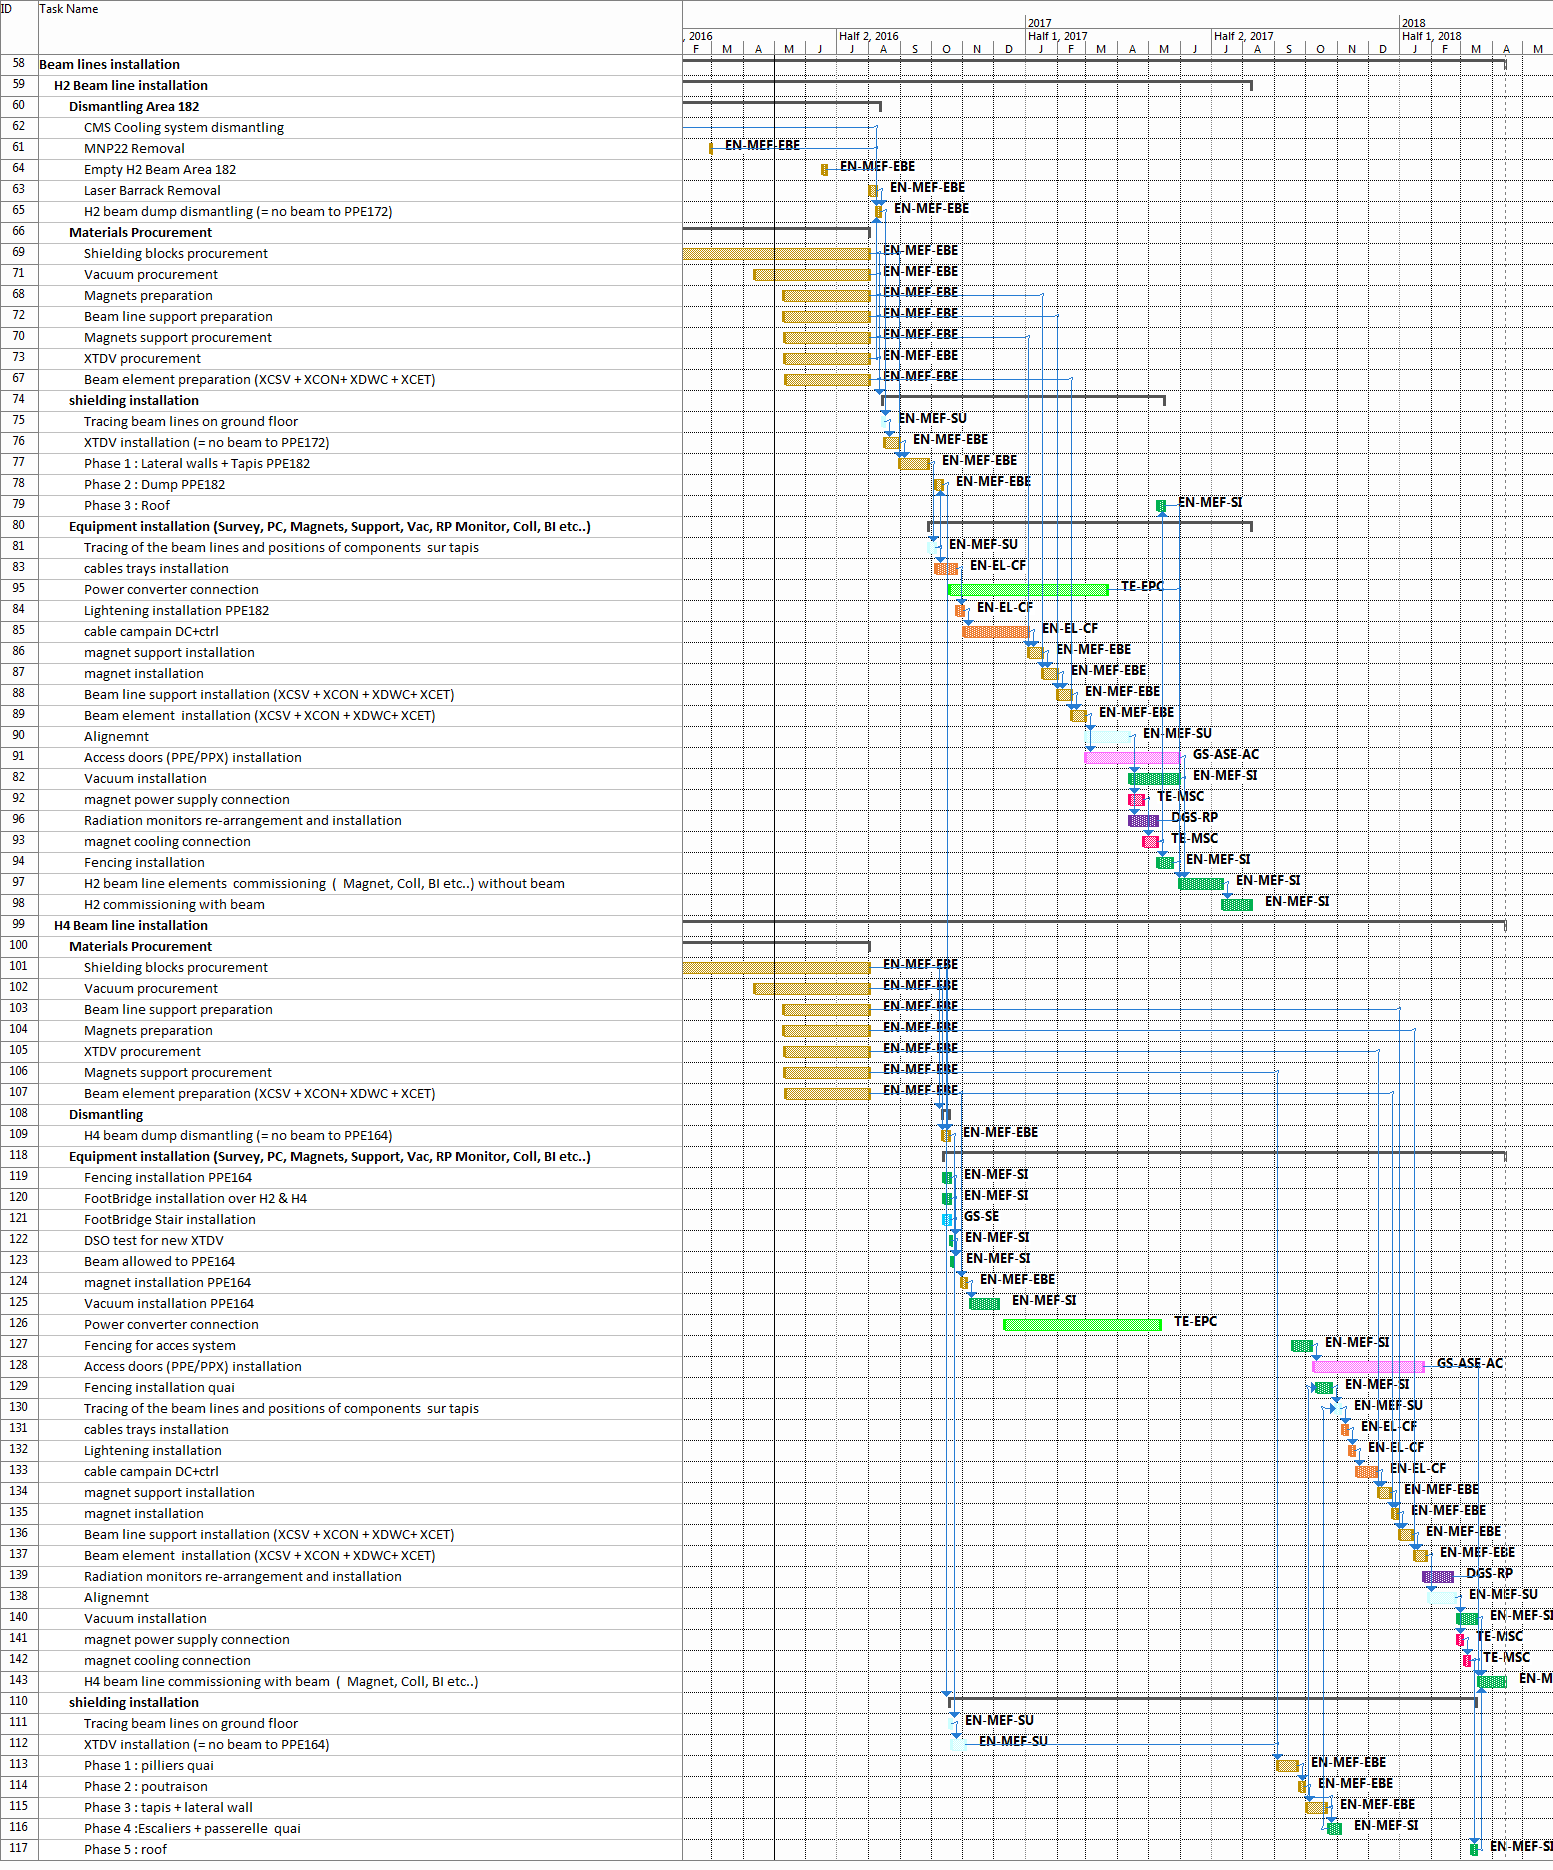 ID Task Name
2017 2018
, 2016 Half 2, 2016 Half 1, 2017 Half 2, 2017 Half 1, 2018
F M A M J J A S O N D J F M A M J J A S O N D J F M A M
58 Beam lines installation
59 H2 Beam line installation
60 Dismantling Area 182
62 CMS Cooling system dismantling
61 MNP22 Removal EN-MEF-EBE
64 Empty H2 Beam Area 182 EN-MEF-EBE
63 Laser Barrack Removal EN-MEF-EBE
65 H2 beam dump dismantling (= no beam to PPE172) EN-MEF-EBE
66 Materials Procurement
69 Shielding blocks procurement EN-MEF-EBE
71 Vacuum procurement EN-MEF-EBE
68 Magnets preparation EN-MEF-EBE
72 Beam line support preparation EN-MEF-EBE
70 Magnets support procurement EN-MEF-EBE
73 XTDV procurement EN-MEF-EBE
67 Beam element preparation (XCSV + XCON+ XDWC + XCET) EN-MEF-EBE
74 shielding installation
75 Tracing beam lines on ground floor EN-MEF-SU
76 XTDV installation (= no beam to PPE172) EN-MEF-EBE
77 Phase 1 : Lateral walls + Tapis PPE182 EN-MEF-EBE
78 Phase 2 : Dump PPE182 EN-MEF-EBE
79 Phase 3 : Roof EN-MEF-SI
80 Equipment installation (Survey, PC, Magnets, Support, Vac, RP Monitor, Coll, BI etc..)
81 Tracing of the beam lines and positions of components sur tapis EN-MEF-SU
83 cables trays installation EN-EL-CF
95 Power converter connection TE-EPC
84 Lightening installation PPE182 EN-EL-CF
85 cable campain DC+ctrl EN-EL-CF
86 magnet support installation EN-MEF-EBE
87 magnet installation EN-MEF-EBE
88 Beam line support installation (XCSV + XCON + XDWC+ XCET) EN-MEF-EBE
89 Beam element installation (XCSV + XCON + XDWC+ XCET) EN-MEF-EBE
90 Alignemnt EN-MEF-SU
91 Access doors (PPE/PPX) installation GS-ASE-AC
82 Vacuum installation EN-MEF-SI
92 magnet power supply connection TE-MSC
96 Radiation monitors re-arrangement and installation DGS-RP
93 magnet cooling connection TE-MSC
94 Fencing installation EN-MEF-SI
97 H2 beam line elements commissioning ( Magnet, Coll, BI etc..) without beam EN-MEF-SI
98 H2 commissioning with beam EN-MEF-SI
99 H4 Beam line installation
100 Materials Procurement
101 Shielding blocks procurement EN-MEF-EBE
102 Vacuum procurement EN-MEF-EBE
103 Beam line support preparation EN-MEF-EBE
104 Magnets preparation EN-MEF-EBE
105 XTDV procurement EN-MEF-EBE
106 Magnets support procurement EN-MEF-EBE
107 Beam element preparation (XCSV + XCON+ XDWC + XCET) EN-MEF-EBE
108 Dismantling
109 H4 beam dump dismantling (= no beam to PPE164) EN-MEF-EBE
118 Equipment installation (Survey, PC, Magnets, Support, Vac, RP Monitor, Coll, BI etc..)
119 Fencing installation PPE164 EN-MEF-SI
120 FootBridge installation over H2 & H4 EN-MEF-SI
121 FootBridge Stair installation GS-SE
122 DSO test for new XTDV EN-MEF-SI
123 Beam allowed to PPE164 EN-MEF-SI
124 magnet installation PPE164 EN-MEF-EBE
125 Vacuum installation PPE164 EN-MEF-SI
126 Power converter connection TE-EPC
127 Fencing for acces system EN-MEF-SI
128 Access doors (PPE/PPX) installation GS-ASE-AC
129 Fencing installation quai EN-MEF-SI
130 Tracing of the beam lines and positions of components sur tapis EN-MEF-SU
131 cables trays installation EN-EL-CF
132 Lightening installation EN-EL-CF
133 cable campain DC+ctrl EN-EL-CF
134 magnet support installation EN-MEF-EBE
135 magnet installation EN-MEF-EBE
136 Beam line support installation (XCSV + XCON + XDWC+ XCET) EN-MEF-EBE
137 Beam element installation (XCSV + XCON + XDWC+ XCET) EN-MEF-EBE
139 Radiation monitors re-arrangement and installation DGS-RP
138 Alignemnt EN-MEF-SU
140 Vacuum installation EN-MEF-SI
141 magnet power supply connection TE-MSC
142 magnet cooling connection TE-MSC
143 H4 beam line commissioning with beam ( Magnet, Coll, BI etc..) EN-M
110 shielding installation
111 Tracing beam lines on ground floor EN-MEF-SU
112 XTDV installation (= no beam to PPE164) EN-MEF-SU
113 Phase 1 : pilliers quai EN-MEF-EBE
114 Phase 2 : poutraison EN-MEF-EBE
115 Phase 3 : tapis + lateral wall EN-MEF-EBE
116 Phase 4 :Escaliers + passerelle quai EN-MEF-SI
117 Phase 5 : roof EN-MEF-SI